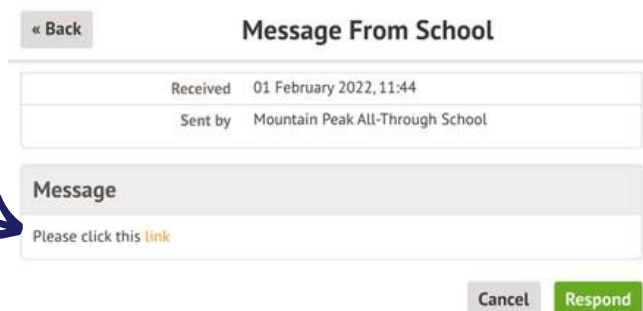 « Back
Message From School
Received 01 February 2022, 11:44
Sent by Mountain Peak All-Through School
Message
Please click this link
Cancel Respond